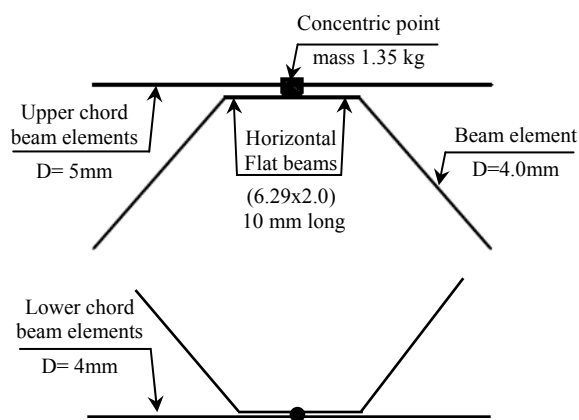 Concentric point
mass 1.35 kg
Upper chord
beam elements
D= 5mm
Horizontal
Flat beams
(6.29x2.0)
10 mm long
Beam element
D=4.0mm
Lower chord
beam elements
D= 4mm